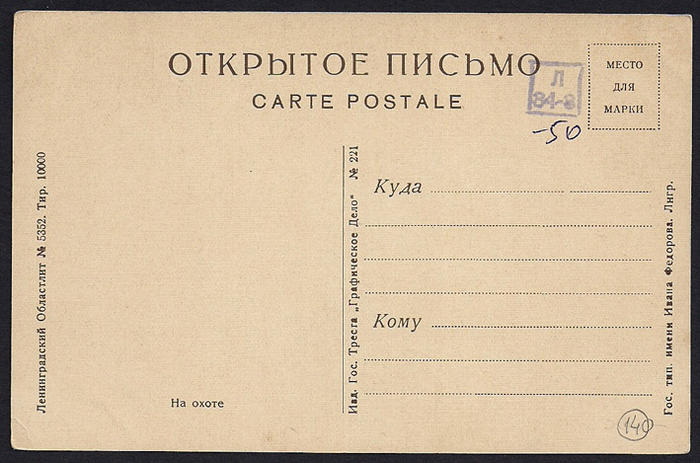 ОТКРЫТОЕ ПИСЬМО
CARTE POSTALE
Л
84-8
-50
МЕСТО
ДЛЯ
МАРКИ
Ленинградский Областлит № 5352. Тир. 10000
На охоте
Изд. Гос. Треста „Графическое Дело“ № 221
Куда
Кому
Гос. тип. имени Ивана Федорова. Лнгр.
140